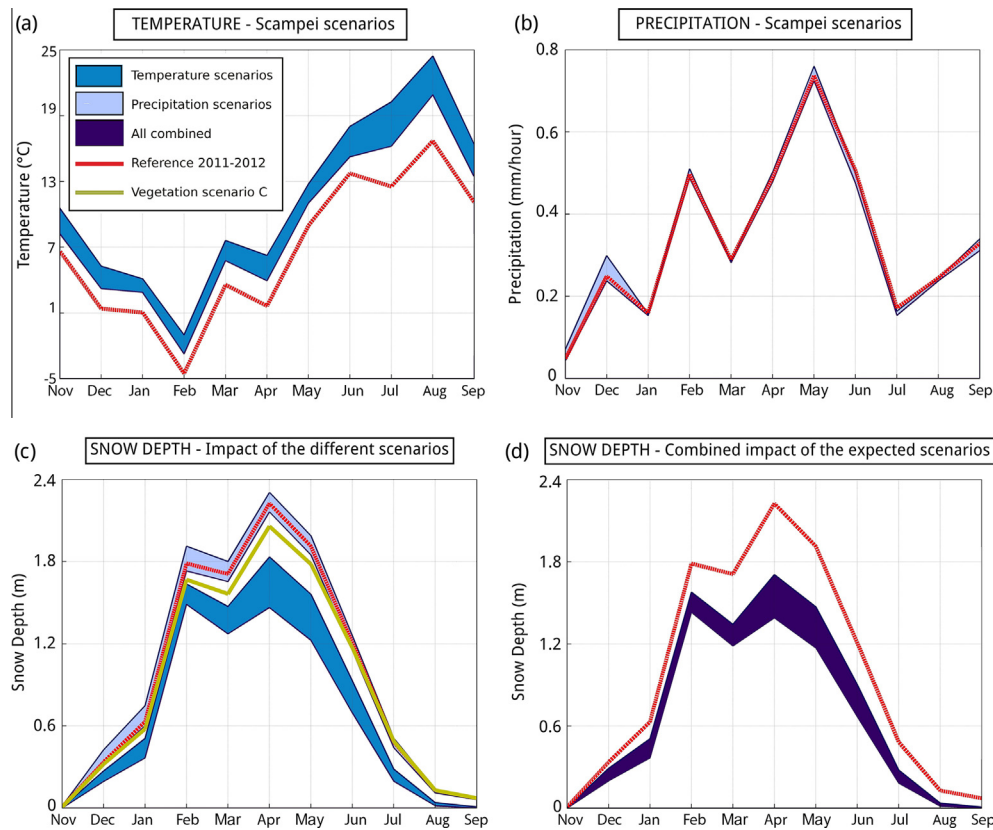 (a) TEMPERATURE - Scampei scenarios
25
19
13
7
1
-5
Temperature (°C)
Temperature scenarios
Precipitation scenarios
All combined
Reference 2011-2012
Vegetation scenario C
Nov Dec Jan Feb Mar Apr May Jun Jul Aug Sep
(b) PRECIPITATION - Scampei scenarios
0.8
0.6
0.4
0.2
0
Precipitation (mm/hour)
Nov Dec Jan Feb Mar Apr May Jun Jul Aug Sep
(c) SNOW DEPTH - Impact of the different scenarios
2.4
1.8
1.2
0.6
0
Snow Depth (m)
Nov Dec Jan Feb Mar Apr May Jun Jul Aug Sep
(d) SNOW DEPTH - Combined impact of the expected scenarios
2.4
1.8
1.2
0.6
0
Snow Depth (m)
Nov Dec Jan Feb Mar Apr May Jun Jul Aug Sep